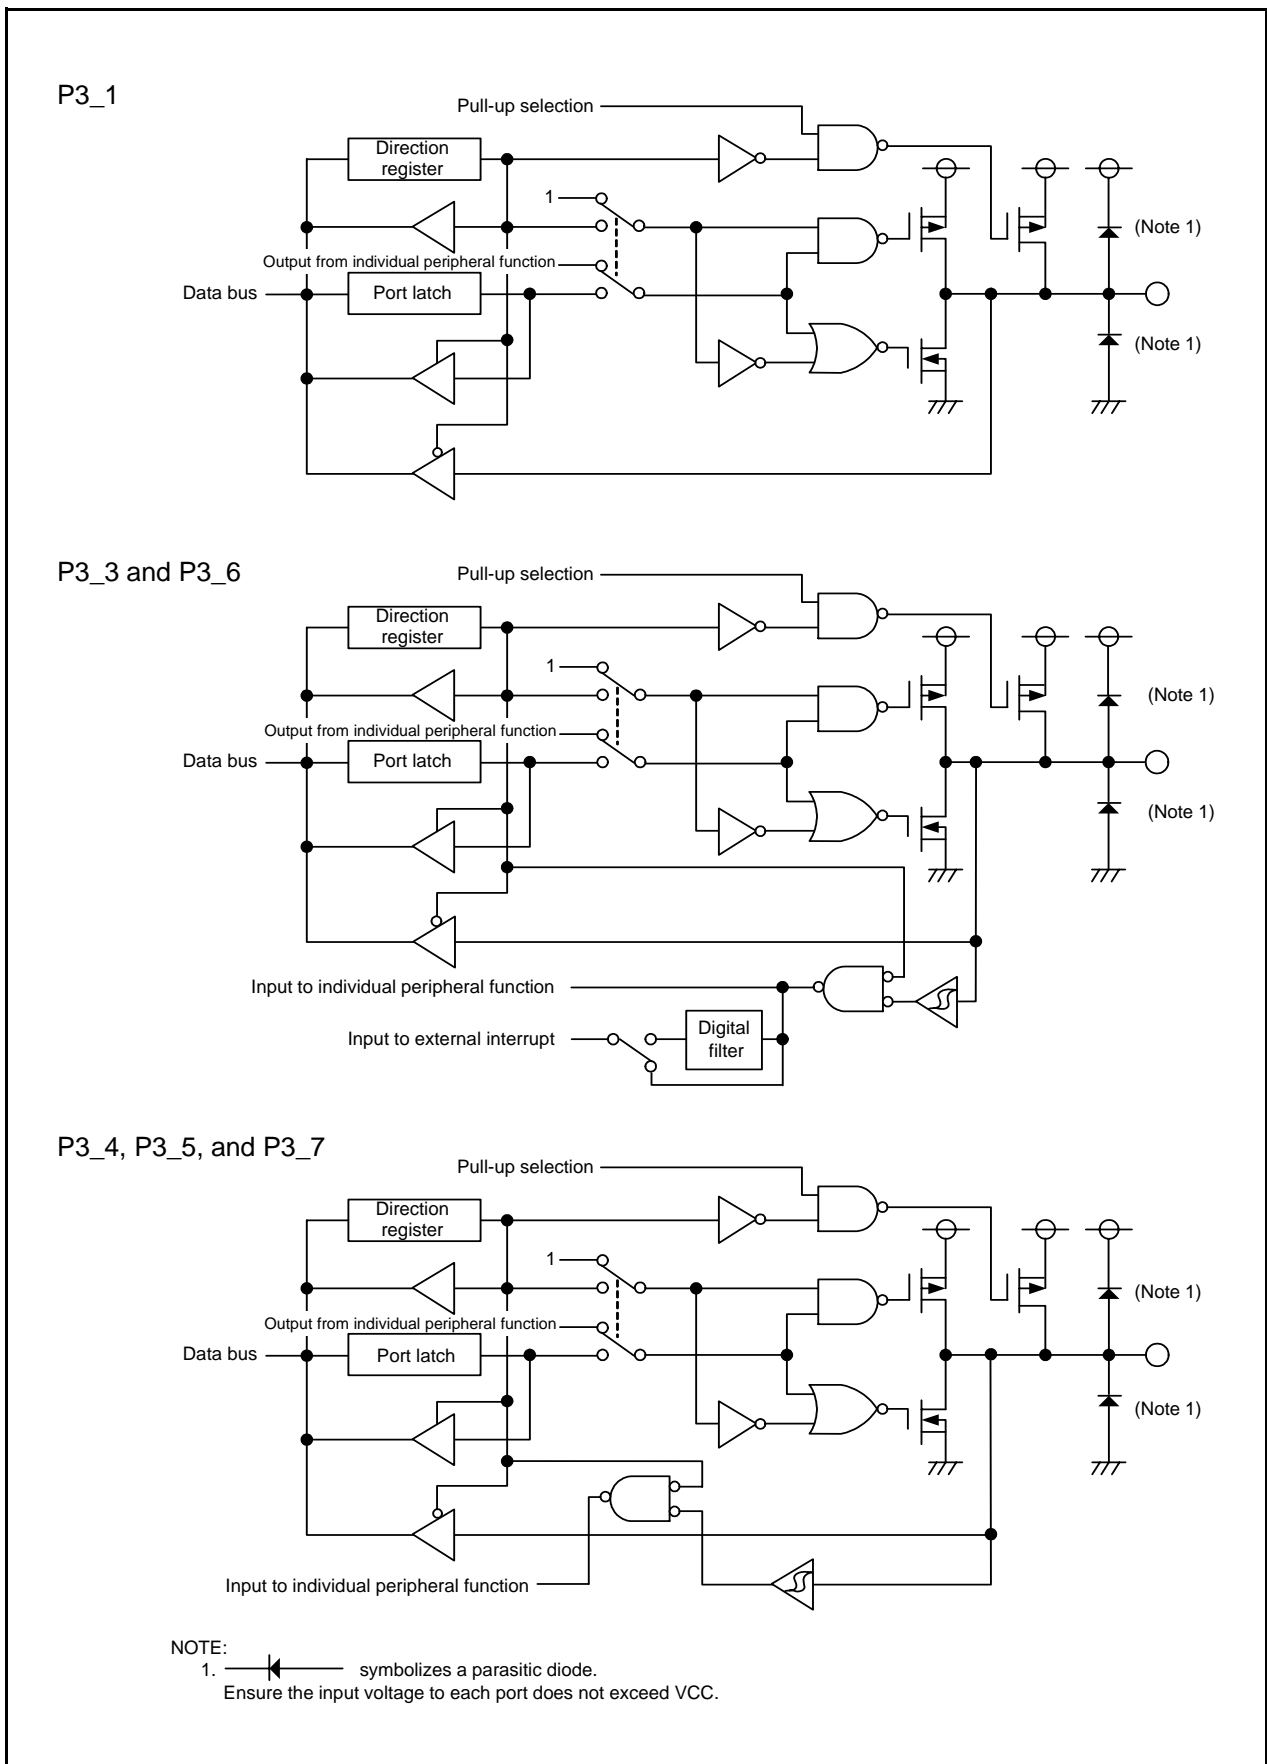 P3_1
Pull-up selection
Direction
register
1
(Note 1)
Output from individual peripheral function
Data bus
Port latch
(Note 1)
P3_3 and P3_6
Pull-up selection
Direction
register
1
(Note 1)
Output from individual peripheral function
Data bus
Port latch
(Note 1)
Input to individual peripheral function
Input to external interrupt
Digital
filter
P3_4, P3_5, and P3_7
Pull-up selection
Direction
register
1
(Note 1)
Output from individual peripheral function
Data bus
Port latch
(Note 1)
Input to individual peripheral function
NOTE:
1. symbolizes a parasitic diode.
Ensure the input voltage to each port does not exceed VCC.